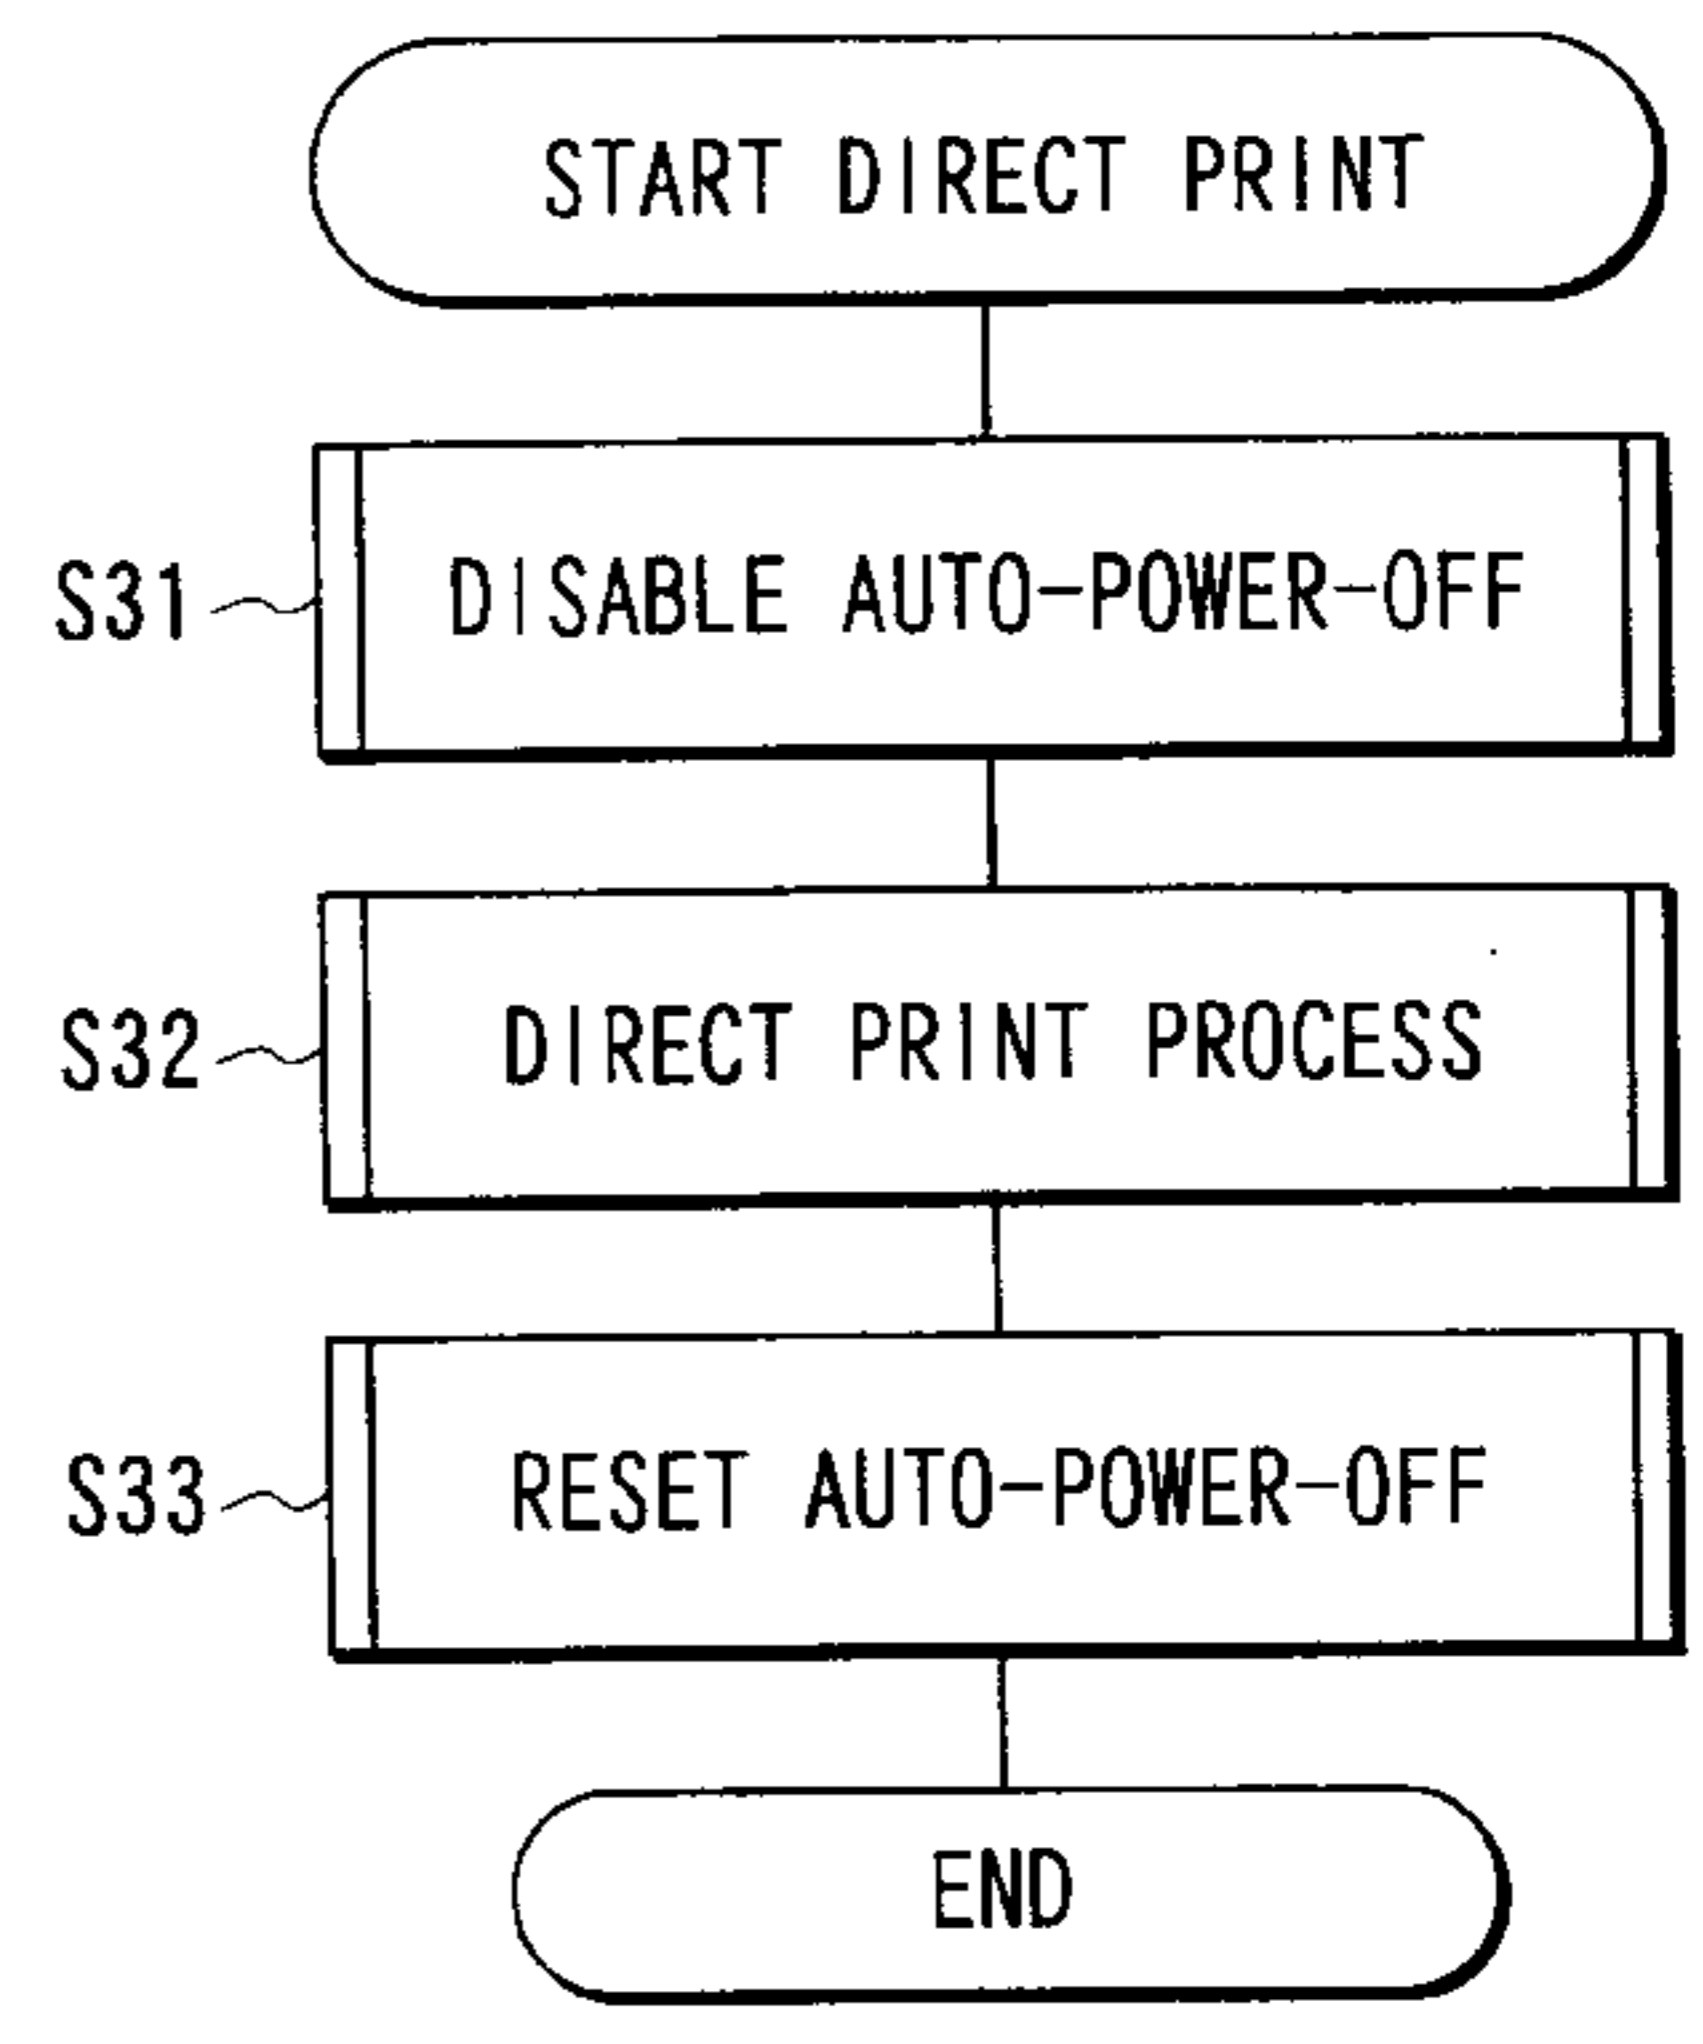 START DIRECT PRINT
S31 DISABLE AUTO-POWER-OFF
S32 DIRECT PRINT PROCESS
S33 RESET AUTO-POWER-OFF
END